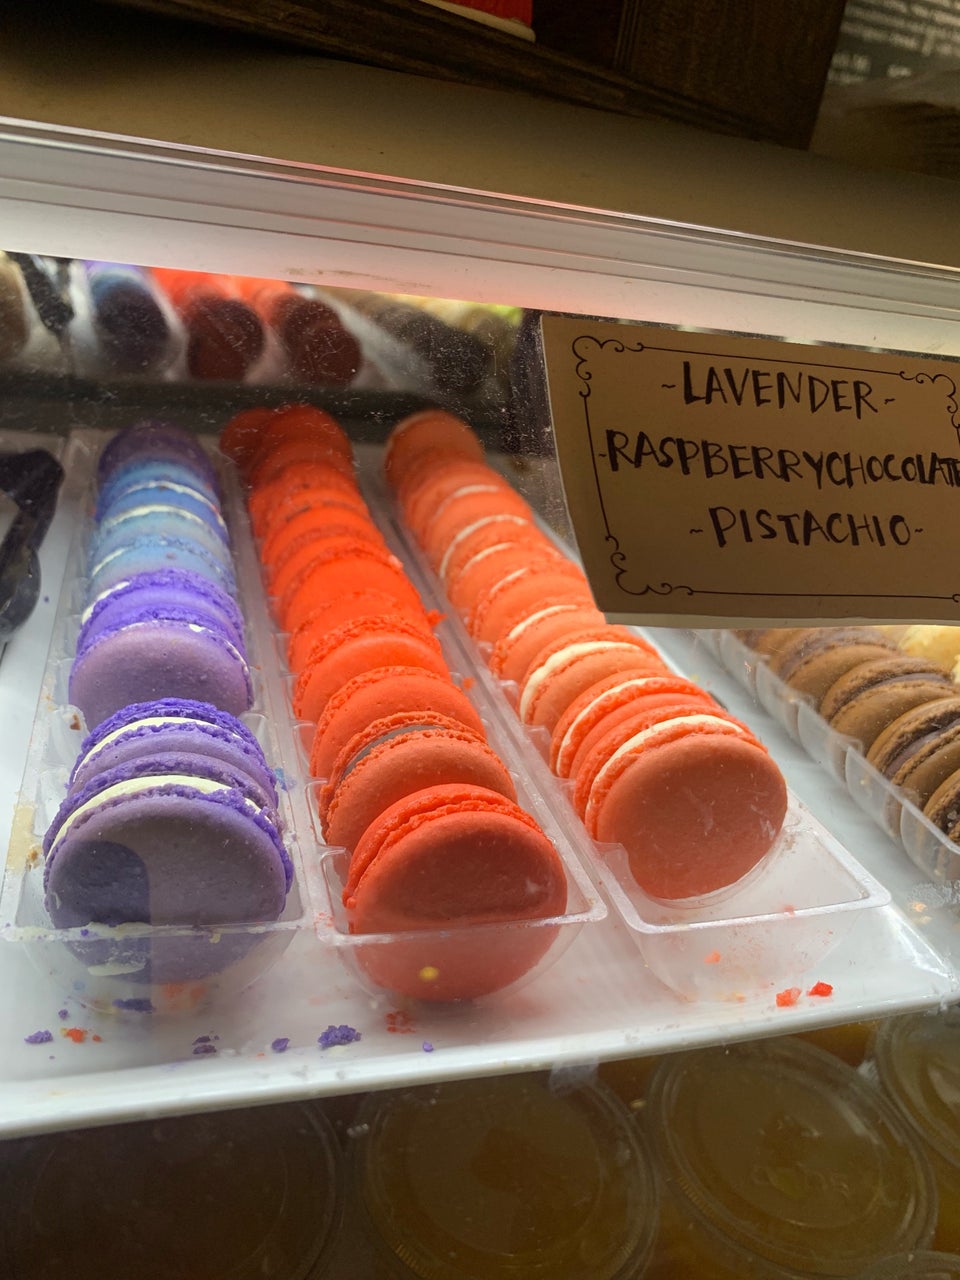 ~LAVENDER~
-RASPBERRYCHOCOLATE
~PISTACHIO~